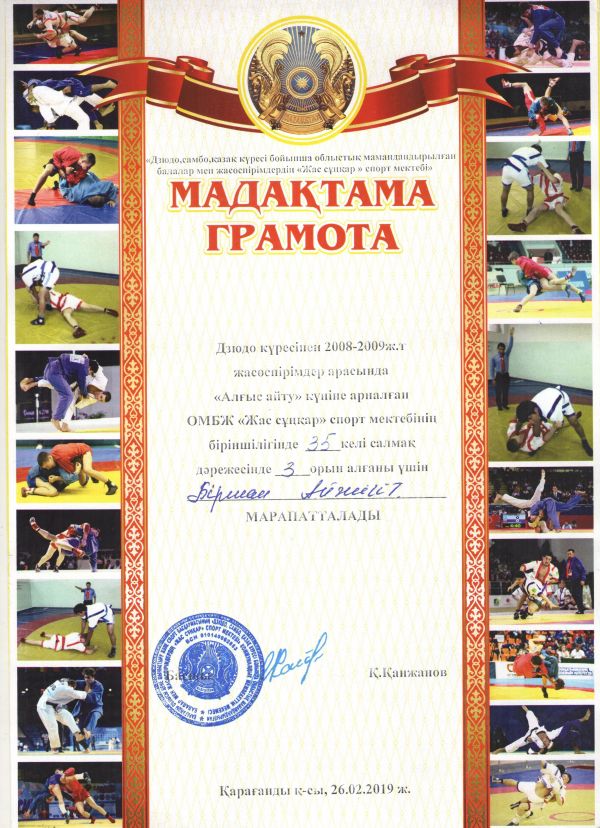 ҚАЗАҚСТАН
«Дзюдо,самбо,қазақ күресі бойынша облыстық мамандандырылған
балалар мен жасөспірімдердің «Жас сұңқар » спорт мектебі»
МАДАҚТАМА
ГРАМОТА
Дзюдо күресінен 2008-2009ж.т
жасөспірімдер арасында
«Алғыс айту» күніне арналған
ОМБЖ «Жас сұңқар» спорт мектебінің
біріншілігінде 35 келі салмақ
дәрежесінде 3 орын алғаны үшін
МАРАПАТТАЛАДЫ
Қ.Қанжанов
Қарағанды қ-сы, 26.02.2019 ж.